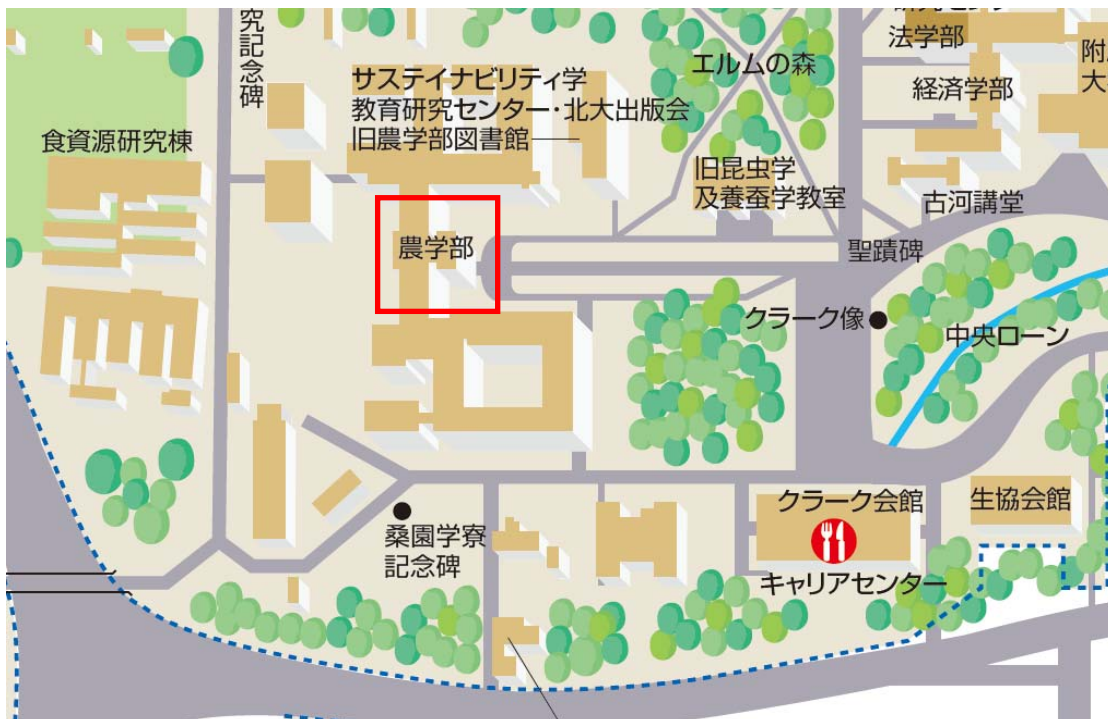 究記念碑
食資源研究棟
サステイナビリティ学
教育研究センター・北大出版会
旧農学部図書館
エルムの森
法学部
経済学部
附
大
旧昆虫学
及養蚕学教室
古河講堂
農学部
聖蹟碑
クラーク像
中央ローン
桑園学寮
記念碑
クラーク会館
生協会館
キャリアセンター